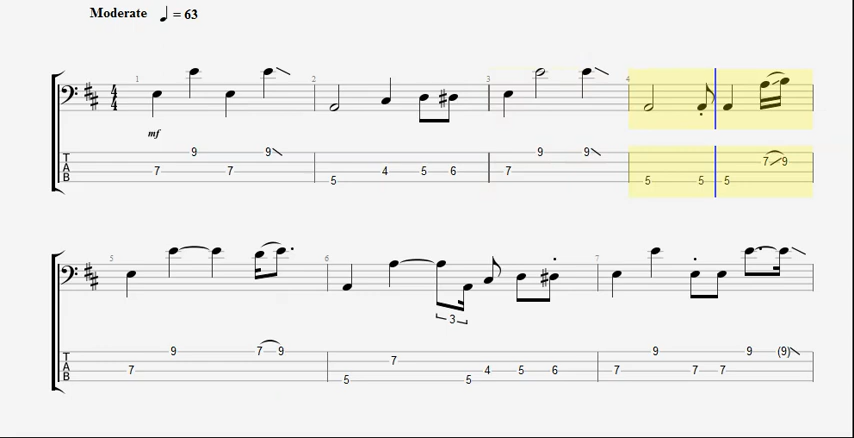 Moderate = 63
4
4
1 2 3 4
mf
T
A
B
9 9 9 9
7 9
7 7 4 5 6 7
5 5 5 5
5 6 7
3
T
A
B
9 7 9 9 9 (9)
7
7 4 5 6 7 7 7
5 5